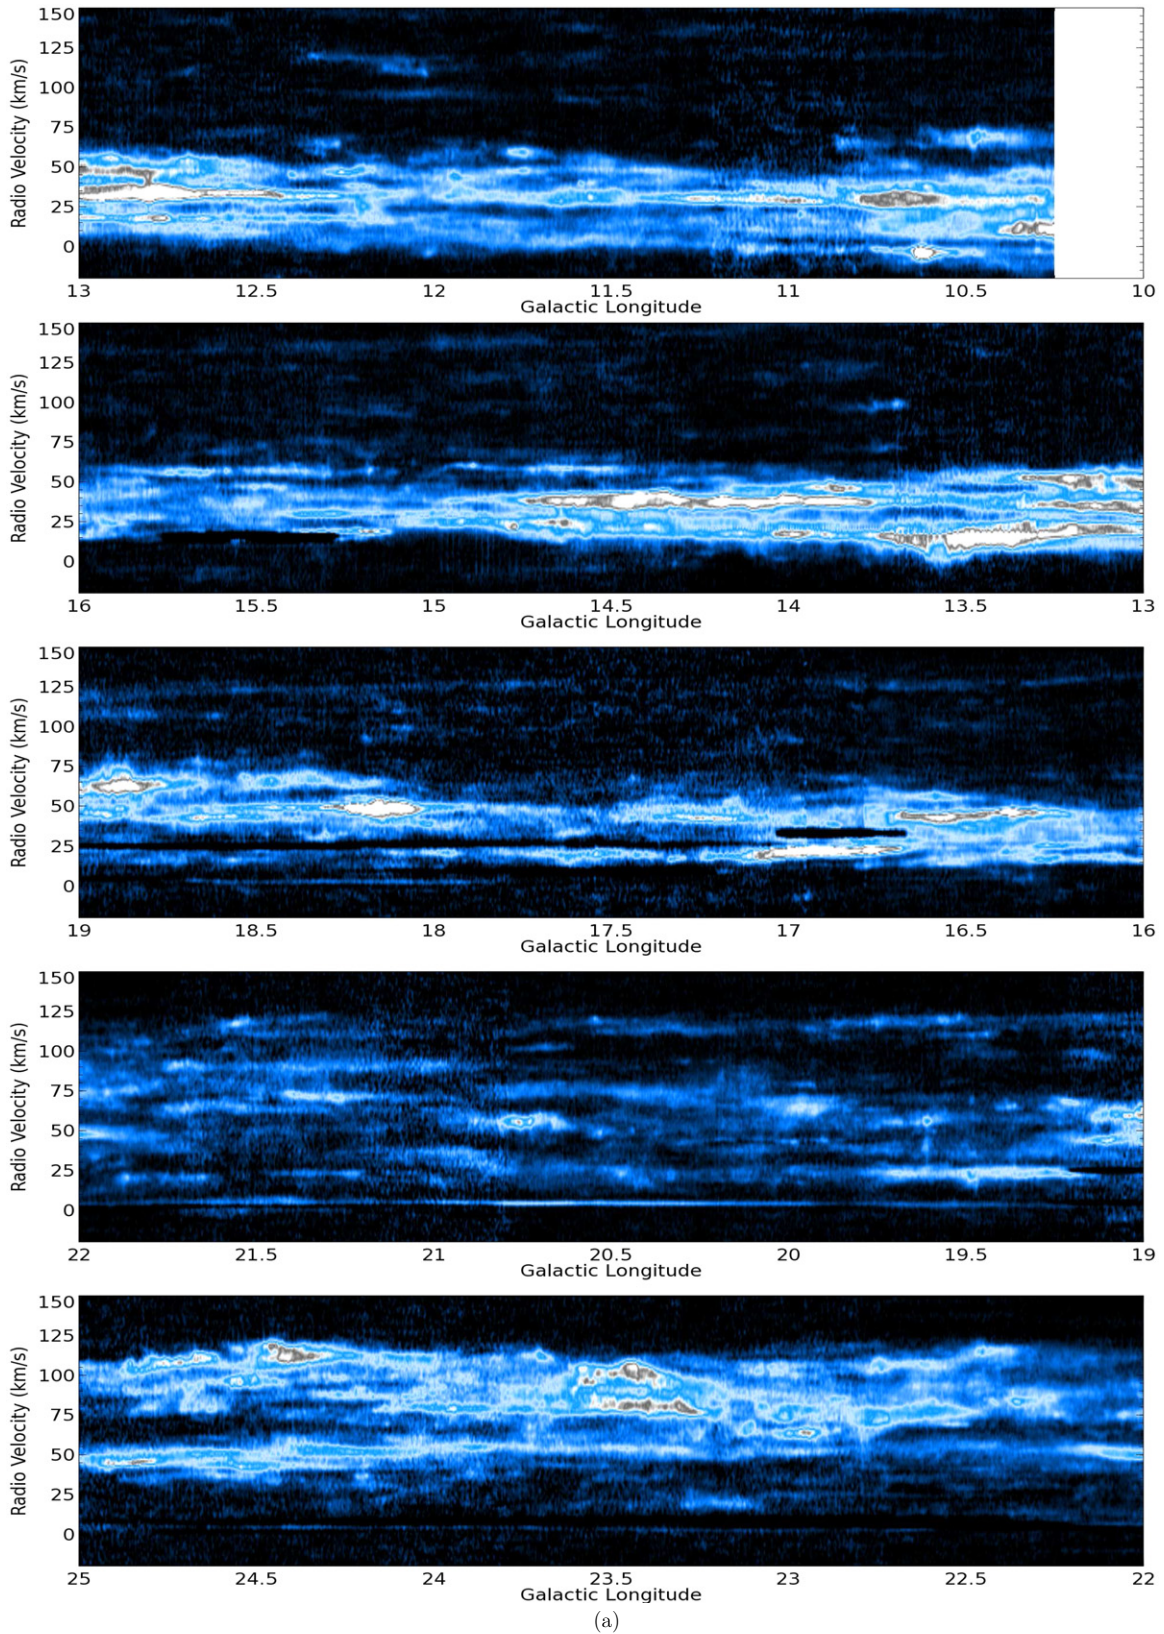 150
125
100
75
50
25
0
Radio Velocity (km/s)
13 12.5 12 11.5 11 10.5 10
Galactic Longitude
150
125
100
75
50
25
0
Radio Velocity (km/s)
16 15.5 15 14.5 14 13.5 13
Galactic Longitude
150
125
100
75
50
25
0
Radio Velocity (km/s)
19 18.5 18 17.5 17 16.5 16
Galactic Longitude
150
125
100
75
50
25
0
Radio Velocity (km/s)
22 21.5 21 20.5 20 19.5 19
Galactic Longitude
150
125
100
75
50
25
0
Radio Velocity (km/s)
25 24.5 24 23.5 23 22.5 22
Galactic Longitude
(a)